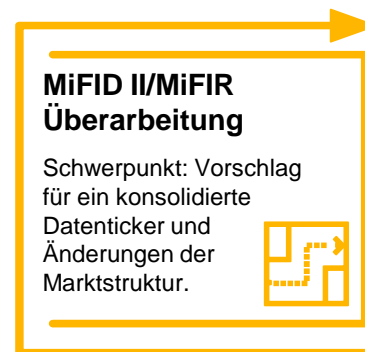 MiFID II/MiFIR
Überarbeitung
Schwerpunkt: Vorschlag
für ein konsolidierte
Datenticker und
Änderungen der
Marktstruktur.